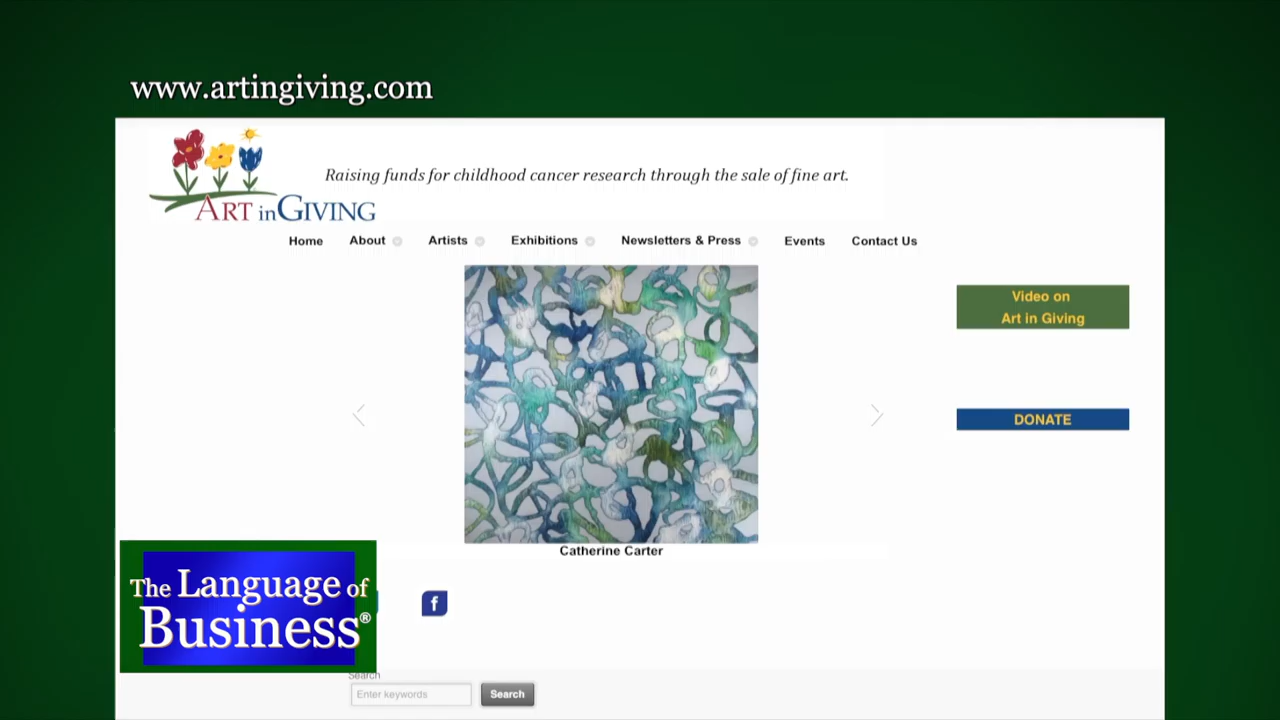 www.artingiving.com
ART in GIVING
Raising funds for childhood cancer research through the sale of fine art.
Home About Artists Exhibitions Newsletters & Press Events Contact Us
Video on
Art in Giving
DONATE
Catherine Carter
The Language of
Business®
f
Search
Enter keywords Search